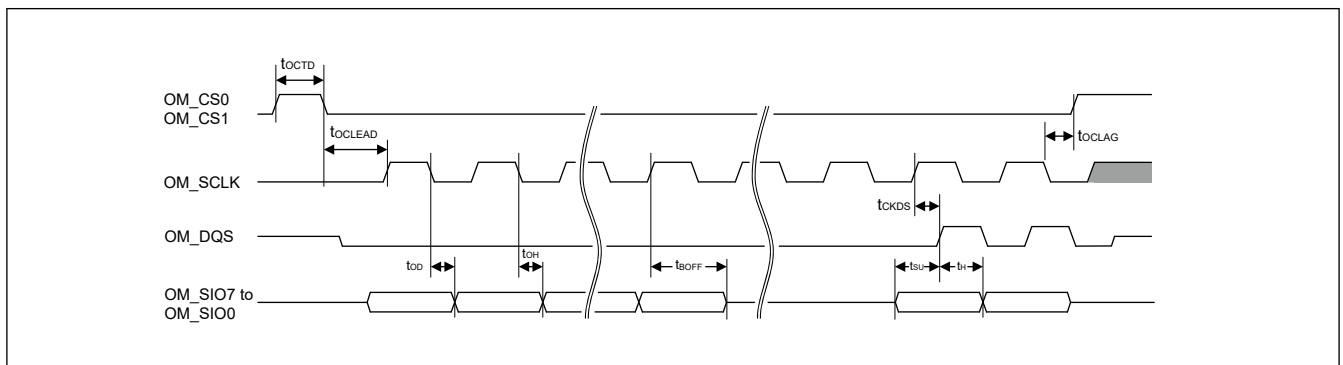 tOCTD
OM_CS0
OM_CS1
tOCLEAD
tOCLAG
OM_SCLK
tCKDS
OM_DQS
tOD
tOH
tBOFF
tSU
tH
OM_SIO7 to
OM_SIO0